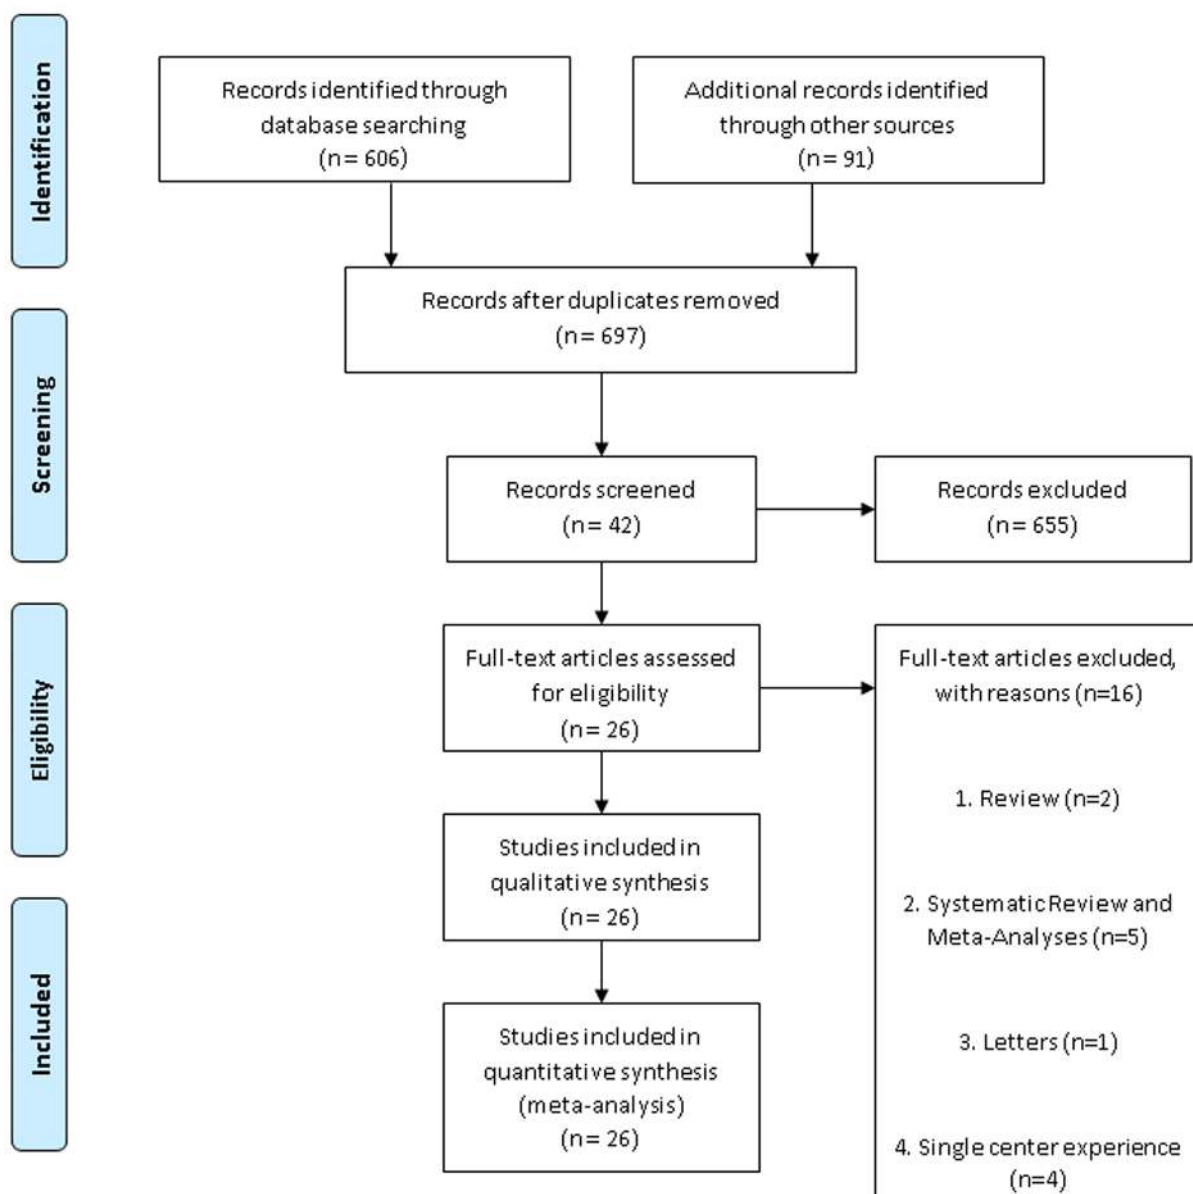 Identification
Records identified through
database searching
(n= 606)
Additional records identified
through other sources
(n= 91)
Records after duplicates removed
(n= 697)
Screening
Records screened
(n= 42)
Records excluded
(n= 655)
Eligibility
Full-text articles assessed
for eligibility
(n= 26)
Full-text articles excluded,
with reasons (n=16)
1. Review (n=2)
2. Systematic Review and
Meta-Analyses (n=5)
3. Letters (n=1)
4. Single center experience
(n=4)
Studies included in
qualitative synthesis
(n= 26)
Included
Studies included in
quantitative synthesis
(meta-analysis)
(n= 26)